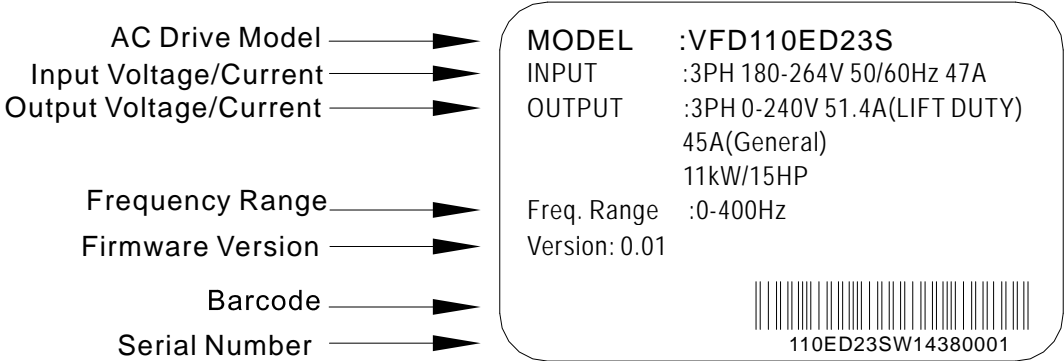 AC Drive Model
MODEL :VFD110ED23S
Input Voltage/Current
INPUT :3PH 180-264V 50/60Hz 47A
Output Voltage/Current
OUTPUT :3PH 0-240V 51.4A(LIFT DUTY)
45A(General)
11kW/15HP
Frequency Range
Freq. Range :0-400Hz
Firmware Version
Version: 0.01
Barcode
Serial Number
110ED23SW14380001